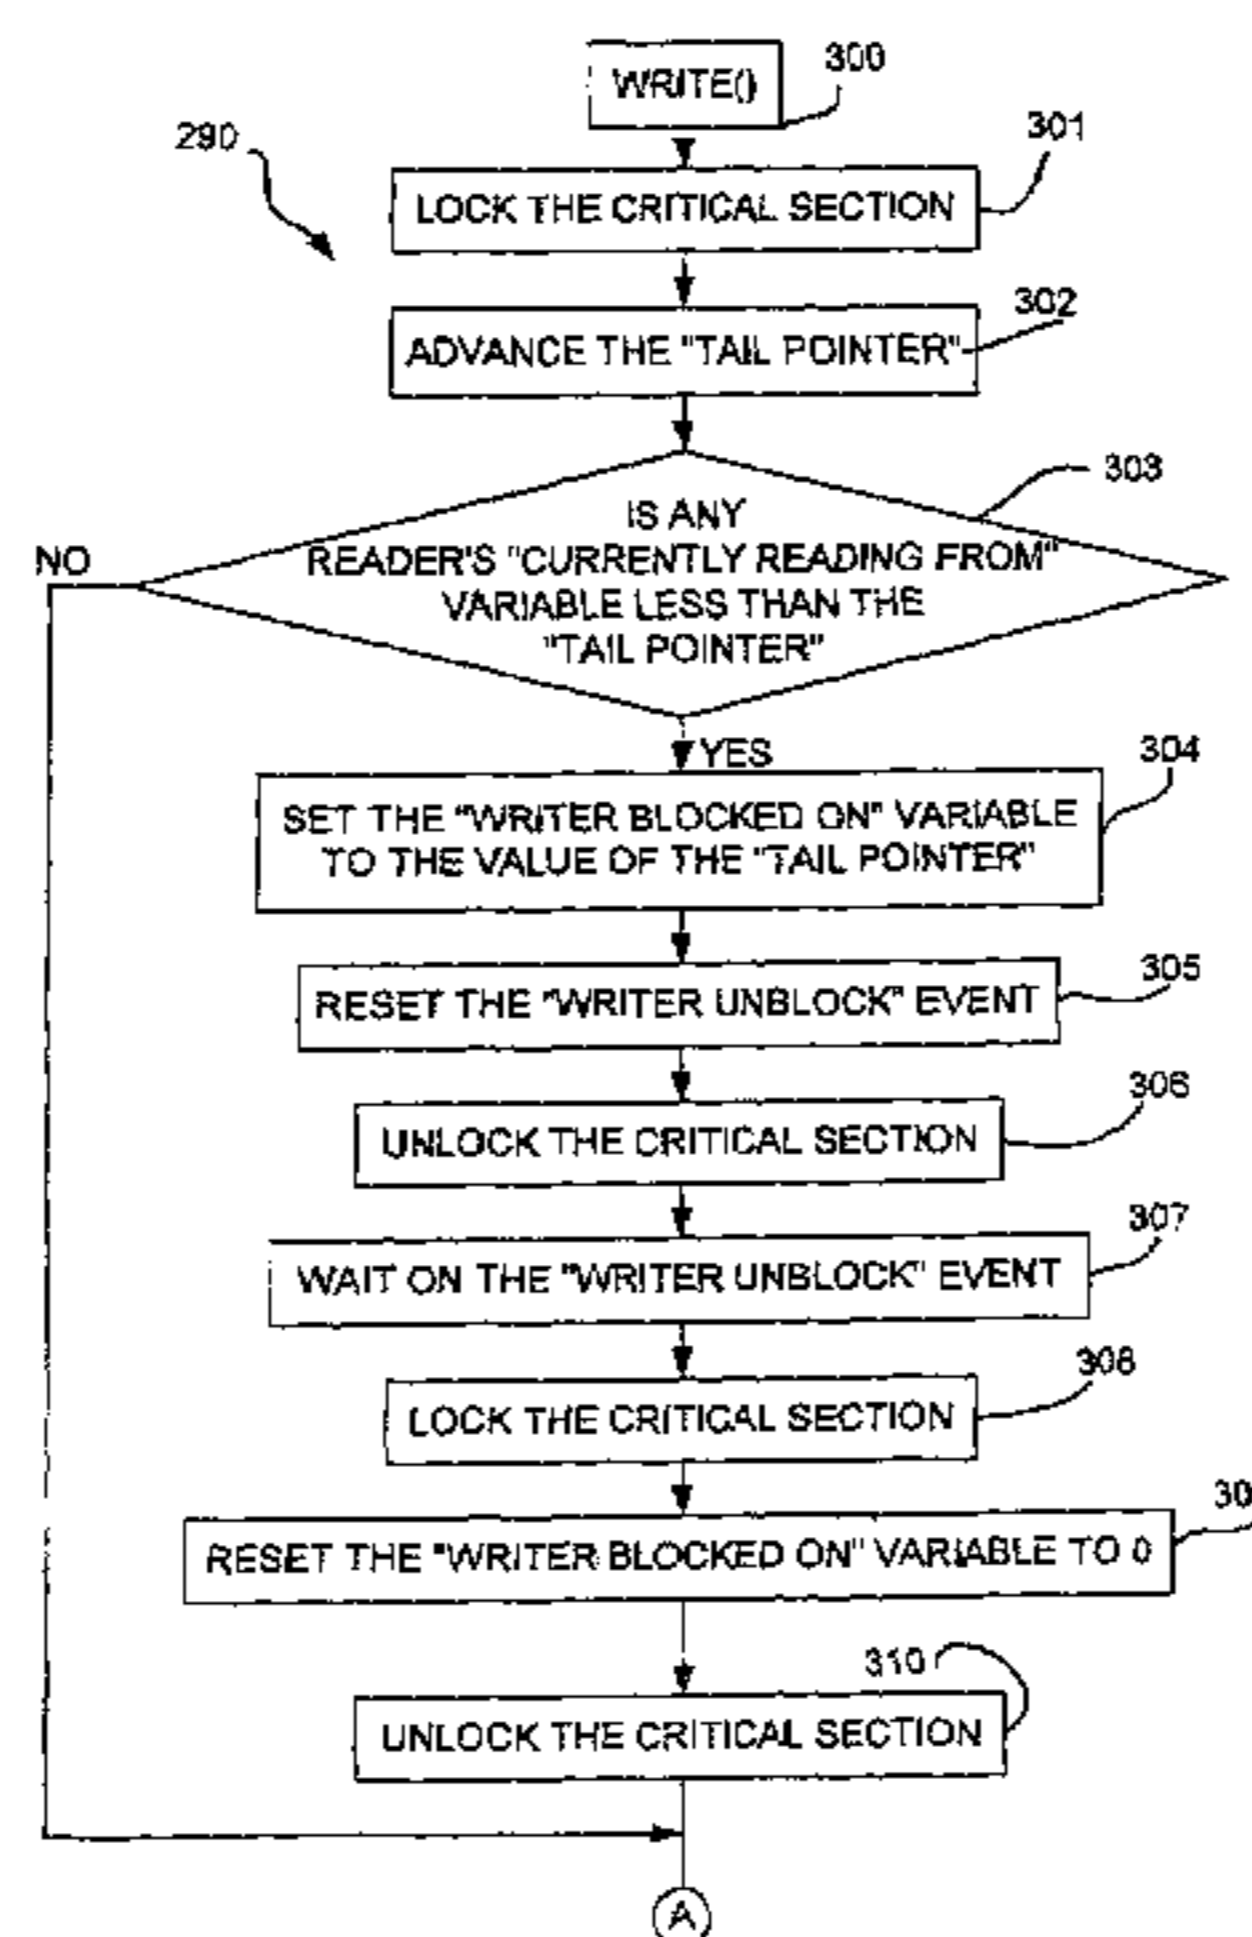 WRITE()
300
290
301
LOCK THE CRITICAL SECTION
302
ADVANCE THE "TAIL POINTER"
303
IS ANY
READER'S "CURRENTLY READING FROM"
VARIABLE LESS THAN THE
"TAIL POINTER"
NO
YES
304
SET THE "WRITER BLOCKED ON" VARIABLE
TO THE VALUE OF THE "TAIL POINTER"
305
RESET THE "WRITER UNBLOCK" EVENT
306
UNLOCK THE CRITICAL SECTION
307
WAIT ON THE "WRITER UNBLOCK" EVENT
308
LOCK THE CRITICAL SECTION
30
RESET THE "WRITER BLOCKED ON" VARIABLE TO 0
310
UNLOCK THE CRITICAL SECTION
A